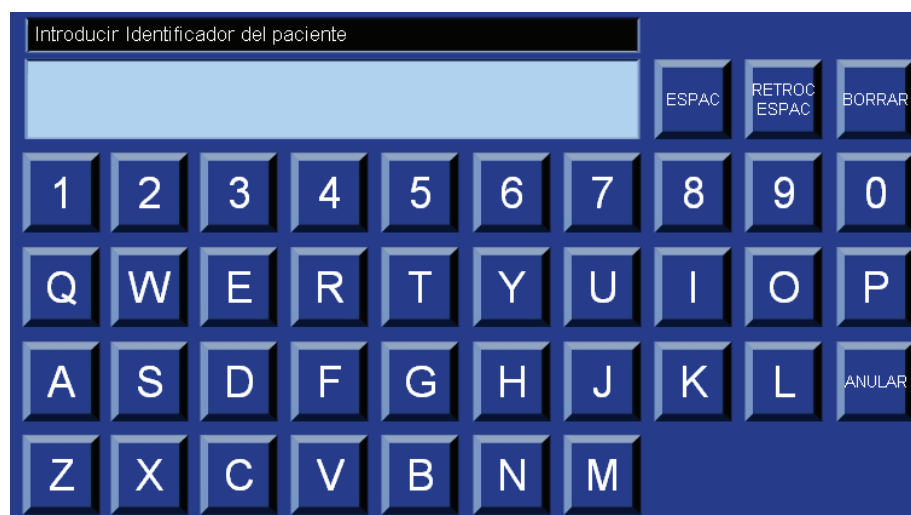 Introducir Identificador del paciente
ESPAC RETROC ESPAC BORRAR
1 2 3 4 5 6 7 8 9 0
Q W E R T Y U I O P
A S D F G H J K L ANULAR
Z X C V B N M